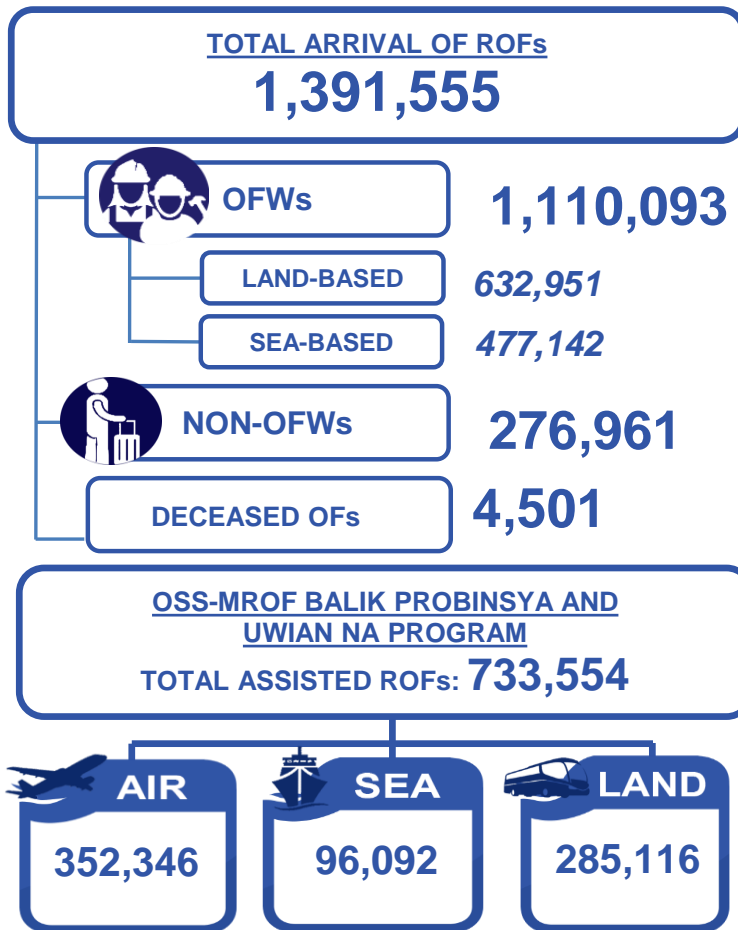 TOTAL ARRIVAL OF ROFs
1,391,555
OFWs
1,110,093
LAND-BASED
632,951
SEA-BASED
477,142
NON-OFWs
276,961
DECEASED OFs
4,501
OSS-MROF BALIK PROBINSYA AND
UWIAN NA PROGRAM
TOTAL ASSISTED ROFs: 733,554
AIR
352,346
SEA
96,092
LAND
285,116